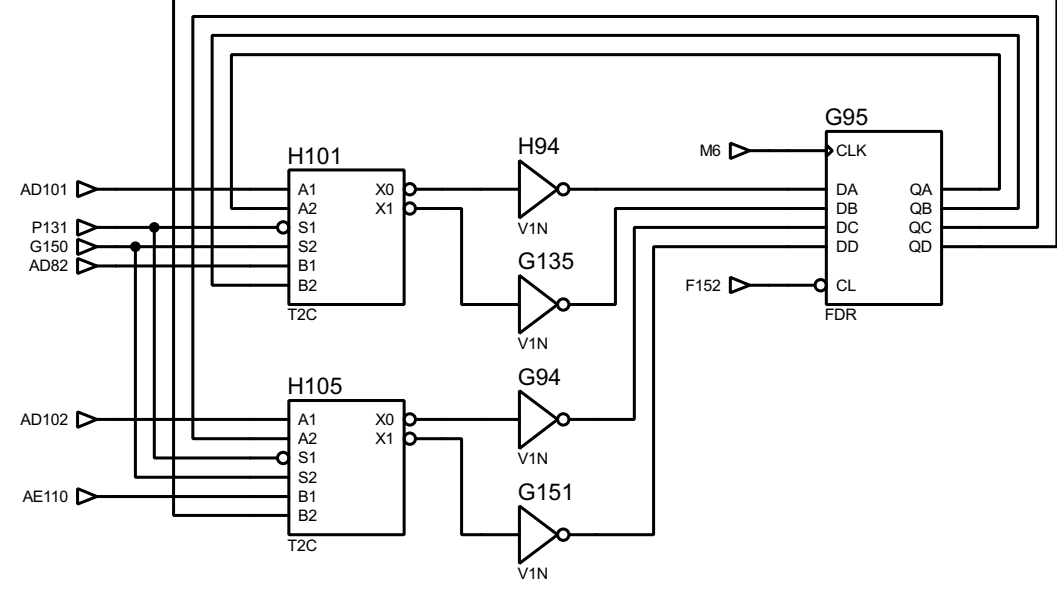 G95
H94
M6
CLK
H101
AD101
A1
X0
V1N
DA
QA
A2
X1
DB
QB
P131
S1
DC
QC
G150
S2
G135
DD
QD
AD82
B1
B2
F152
CL
T2C
V1N
FDR
G94
H105
AD102
A1
X0
A2
X1
S1
V1N
S2
G151
AE110
B1
B2
T2C
V1N